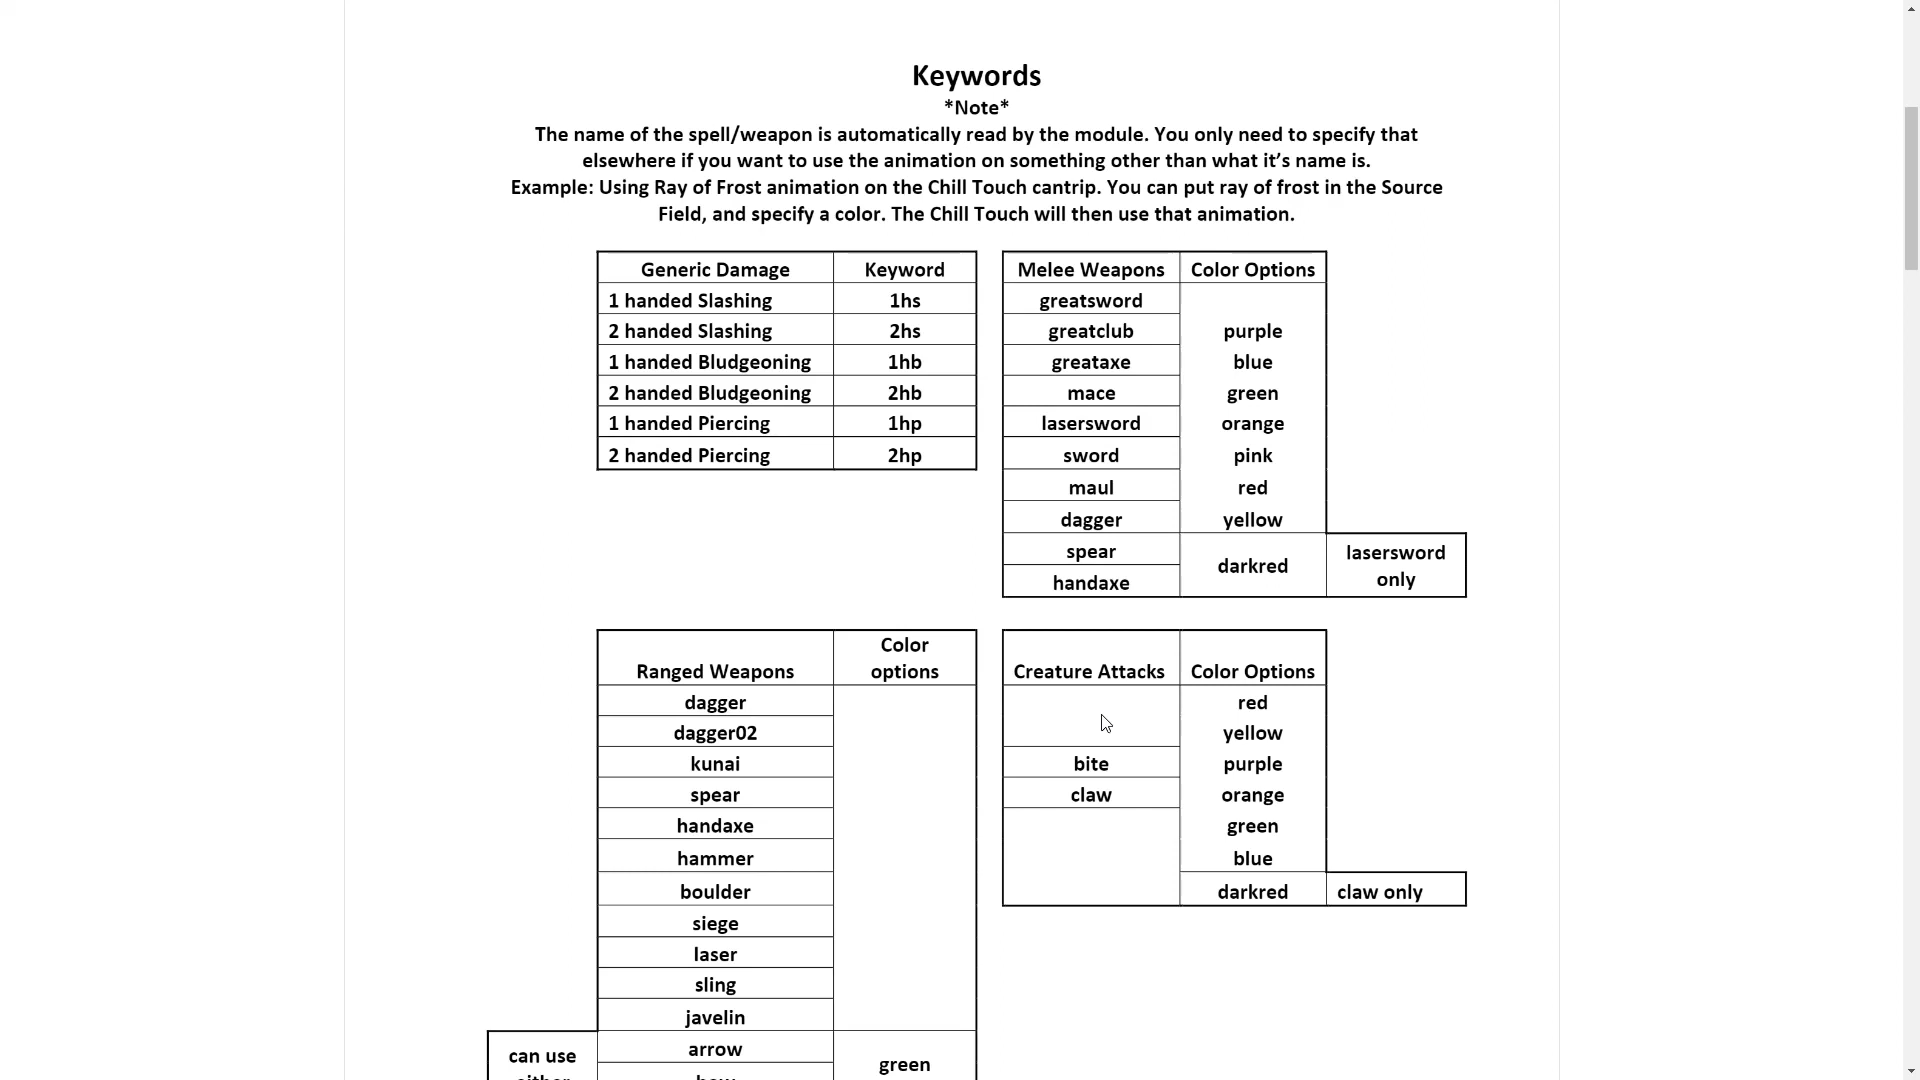 Keywords
*Note*
The name of the spell/weapon is automatically read by the module. You only need to specify that
elsewhere if you want to use the animation on something other than what it’s name is.
Example: Using Ray of Frost animation on the Chill Touch cantrip. You can put ray of frost in the Source
Field, and specify a color. The Chill Touch will then use that animation.
Generic Damage Keyword
1 handed Slashing 1hs
2 handed Slashing 2hs
1 handed Bludgeoning 1hb
2 handed Bludgeoning 2hb
1 handed Piercing 1hp
2 handed Piercing 2hp
Melee Weapons Color Options
greatsword
greatclub purple
greataxe blue
mace green
lasersword orange
sword pink
maul red
dagger yellow
spear
handaxe
darkred
lasersword
only
Ranged Weapons
Color
options
dagger
dagger02
kunai
spear
handaxe
hammer
boulder
siege
laser
sling
javelin
can use
arrow
green
Creature Attacks Color Options
red
yellow
bite purple
claw orange
green
blue
darkred claw only